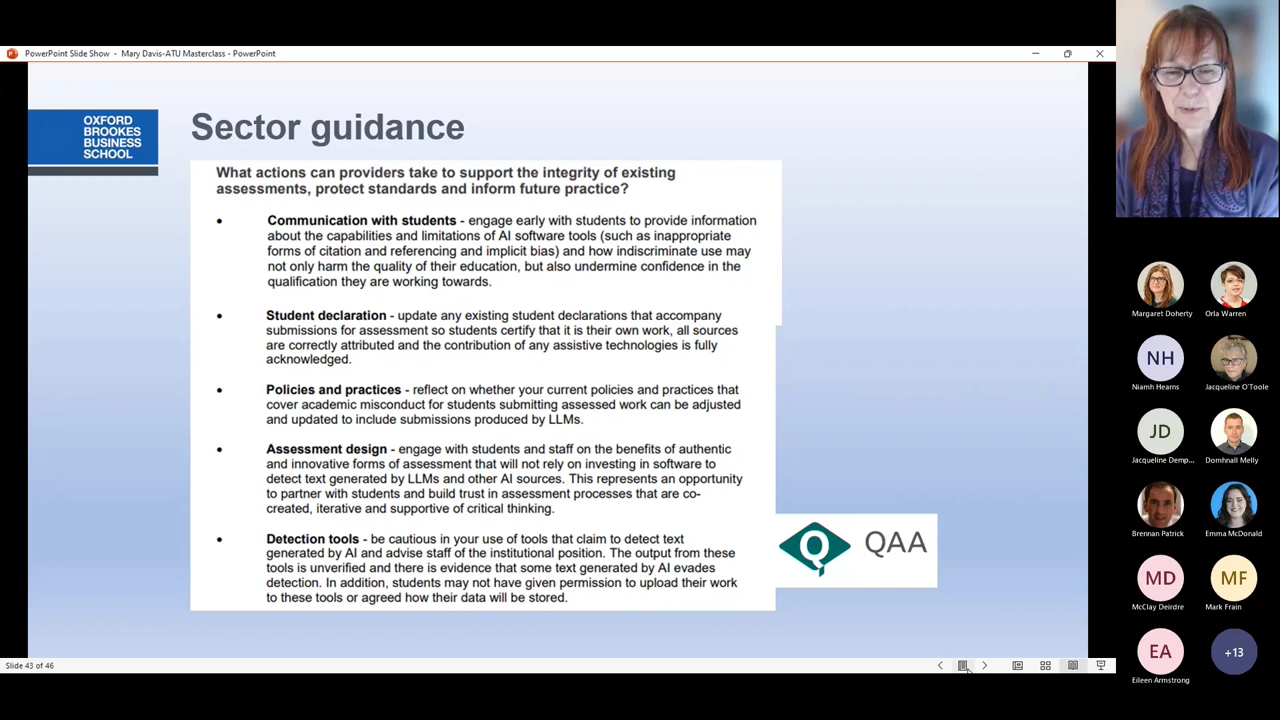 PowerPoint Slide Show - Mary Davis-ATU Masterclass - PowerPoint
OXFORD
BROOKES
BUSINESS
SCHOOL
Sector guidance
What actions can providers take to support the integrity of existing
assessments, protect standards and inform future practice?
• Communication with students - engage early with students to provide information
about the capabilities and limitations of AI software tools (such as inappropriate
forms of citation and referencing and implicit bias) and how indiscriminate use may
not only harm the quality of their education, but also undermine confidence in the
qualification they are working towards.
• Student declaration - update any existing student declarations that accompany
submissions for assessment so students certify that it is their own work, all sources
are correctly attributed and the contribution of any assistive technologies is fully
acknowledged.
• Policies and practices - reflect on whether your current policies and practices that
cover academic misconduct for students submitting assessed work can be adjusted
and updated to include submissions produced by LLMs.
• Assessment design - engage with students and staff on the benefits of authentic
and innovative forms of assessment that will not rely on investing in software to
detect text generated by LLMs and other AI sources. This represents an opportunity
to partner with students and build trust in assessment processes that are co-
created, iterative and supportive of critical thinking.
• Detection tools - be cautious in your use of tools that claim to detect text
generated by AI and advise staff of the institutional position. The output from these
tools is unverified and there is evidence that some text generated by AI evades
detection. In addition, students may not have given permission to upload their work
to these tools or agreed how their data will be stored.
QAA
Slide 43 of 46
Margaret Doherty
Orla Warren
NH
Niamh Hearns
Jacqueline O'Toole
JD
Jacqueline Demp...
Domhnall Melly
Brennan Patrick
Emma McDonald
MD
McClay Deirdre
MF
Mark Frain
EA
Eileen Armstrong
+13